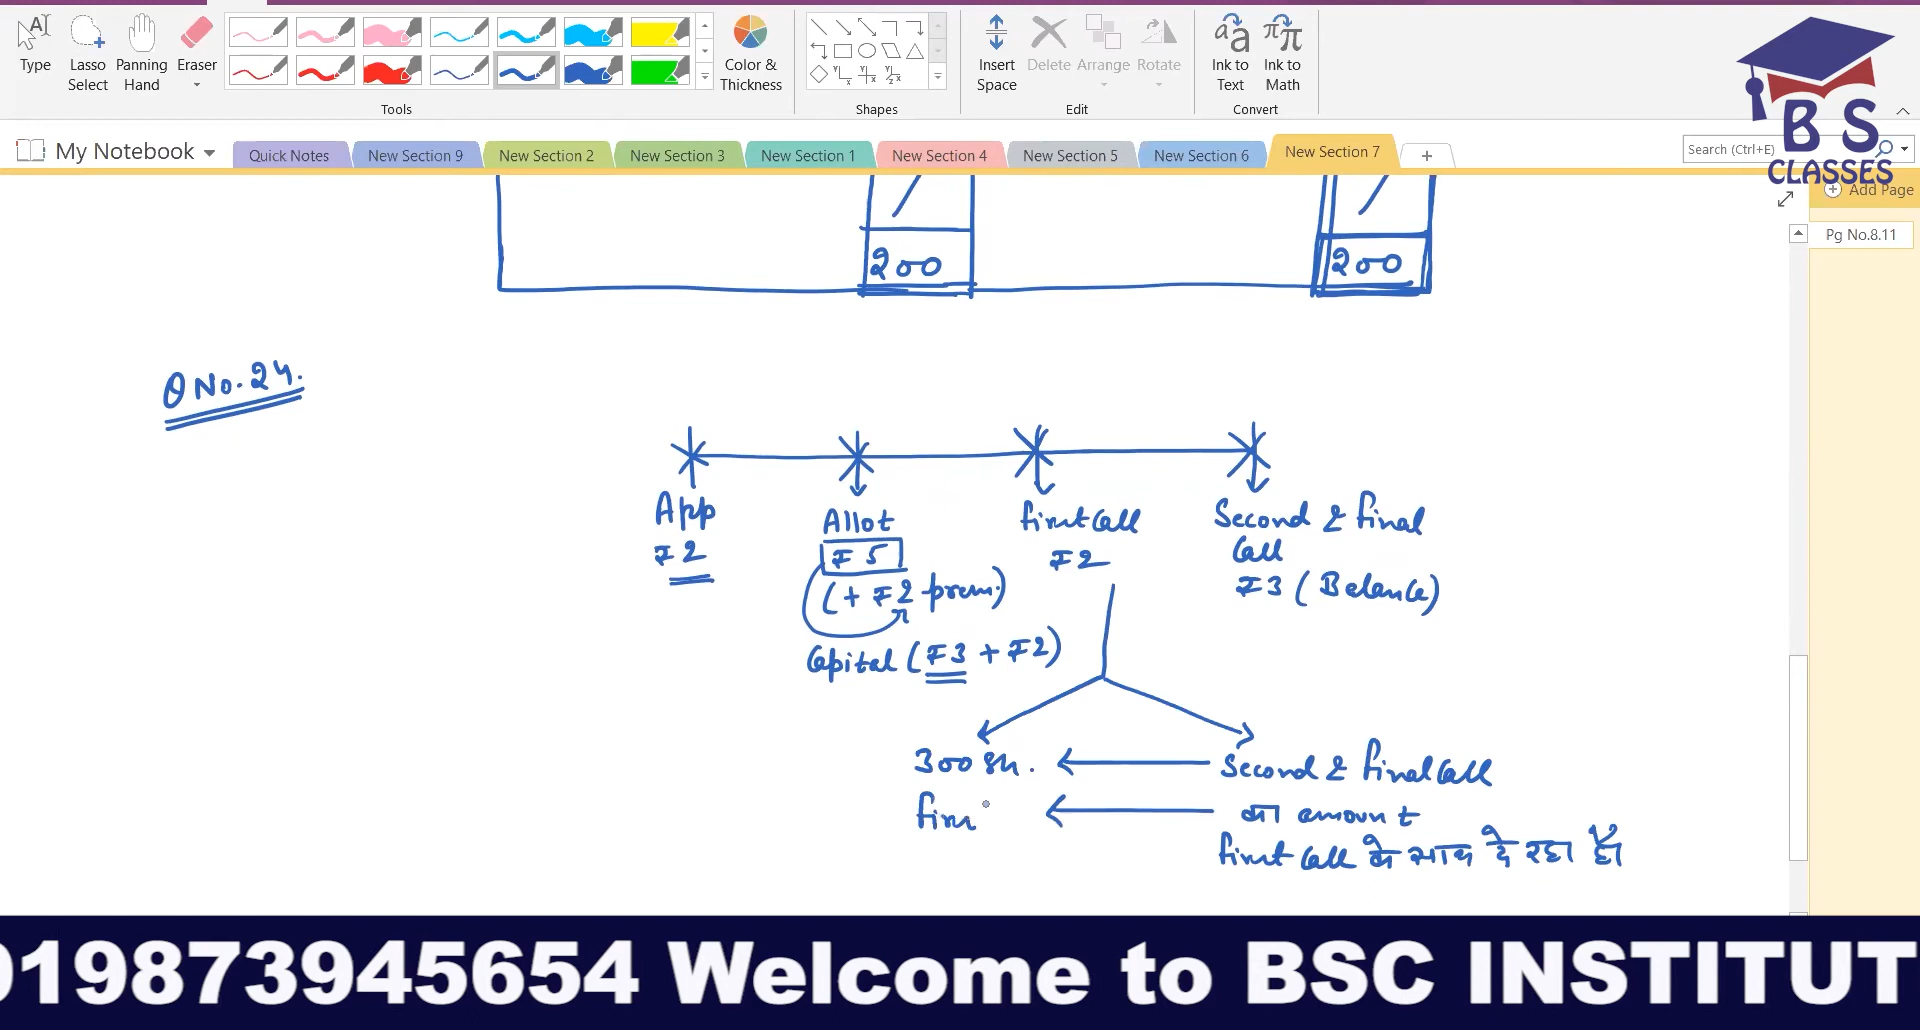 Type
Lasso Select
Panning Hand
Eraser
Color & Thickness
Insert Space
Delete
Arrange
Rotate
Ink to Text
Ink to Math
Tools
Shapes
Edit
Convert
B S
CLASSES
My Notebook
Quick Notes
New Section 9
New Section 2
New Section 3
New Section 1
New Section 4
New Section 5
New Section 6
New Section 7
Search (Ctrl+E)
Add Page
Pg No.8.11
200
200
Q No. 24.
App
₹2
Allot
₹5
(+ ₹2 prem.)
Capital (₹3 + ₹2)
first Call
₹2
Second & final
Call
₹3 (Balance)
300 Sh.
Second & final Call
का amount
first Call के साथ दे रहा हो
019873945654 Welcome to BSC INSTITUT